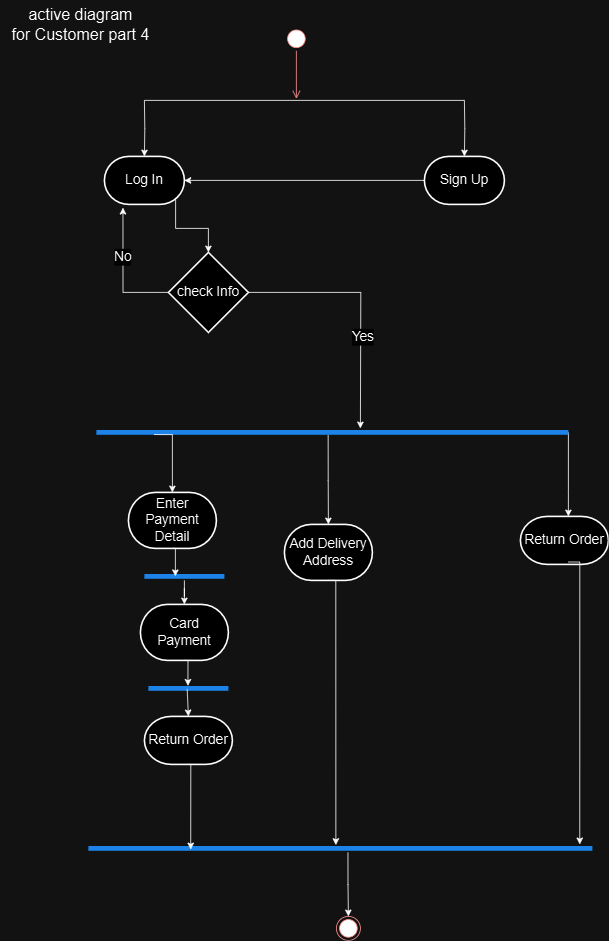 active diagram
for Customer part 4
Log In
Sign Up
No
check Info
Yes
Enter
Payment
Detail
Add Delivery
Address
Return Order
Card
Payment
Return Order